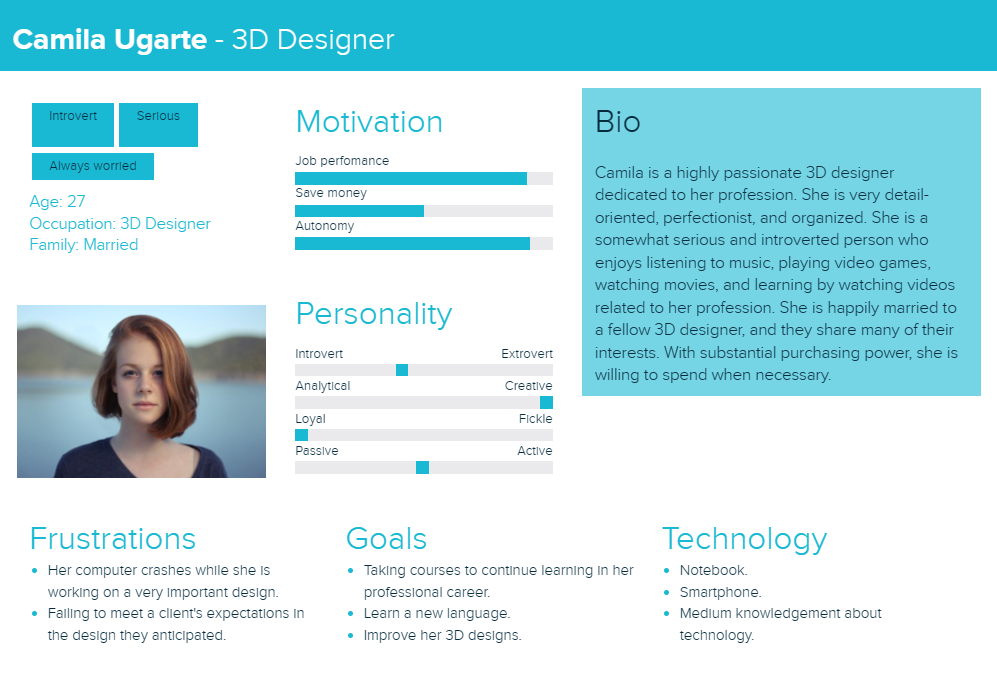 Camila Ugarte - 3D Designer
Introvert
Serious
Always worried
Age: 27
Occupation: 3D Designer
Family: Married
Motivation
Job perfomance
Save money
Autonomy
Personality
Introvert Extrovert
Analytical Creative
Loyal Fickle
Passive Active
Bio
Camila is a highly passionate 3D designer
dedicated to her profession. She is very detail-
oriented, perfectionist, and organized. She is a
somewhat serious and introverted person who
enjoys listening to music, playing video games,
watching movies, and learning by watching videos
related to her profession. She is happily married to
a fellow 3D designer, and they share many of their
interests. With substantial purchasing power, she is
willing to spend when necessary.
Frustrations
Her computer crashes while she is
working on a very important design.
Failing to meet a client's expectations in
the design they anticipated.
Goals
Taking courses to continue learning in her
professional career.
Learn a new language.
Improve her 3D designs.
Technology
Notebook.
Smartphone.
Medium knowledgement about
technology.